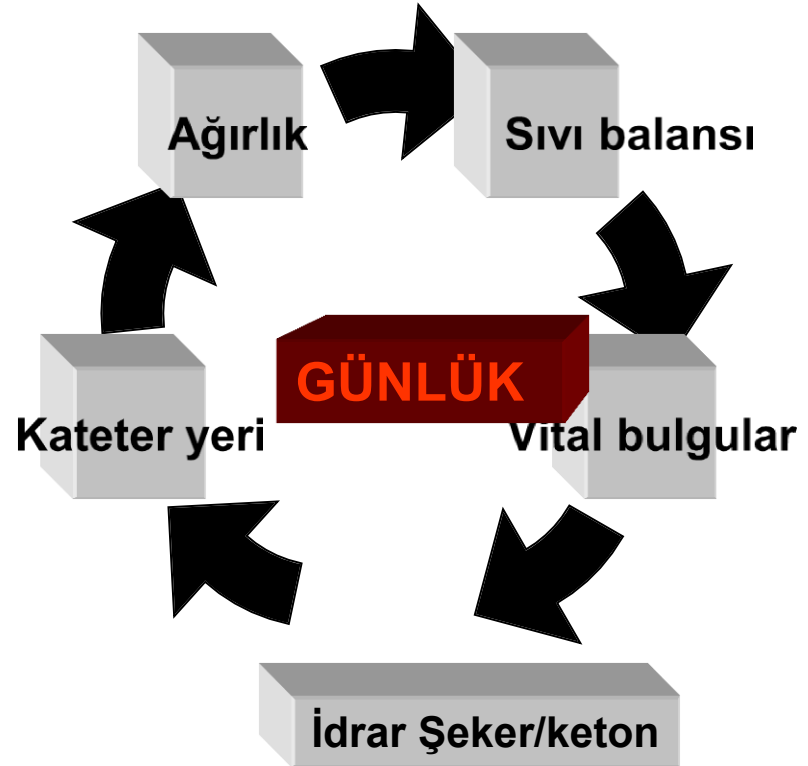 Ağırlık
Sıvı balansı
GÜNLÜK
Kateter yeri
Vital bulgular
İdrar Şeker/keton